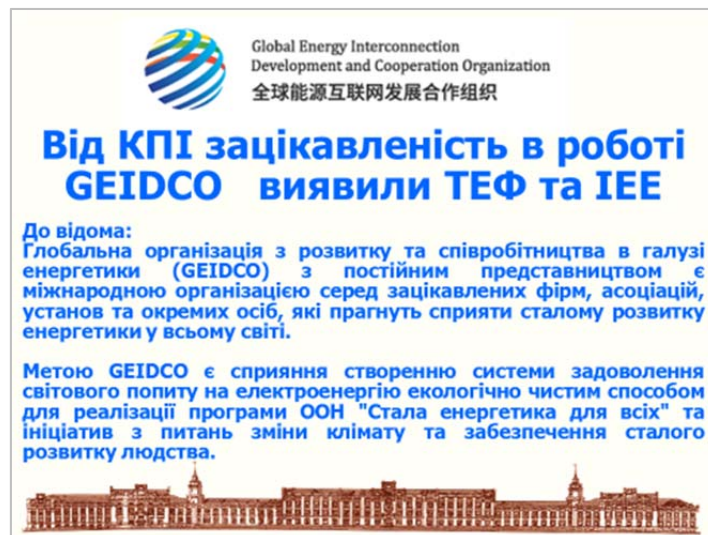 Global Energy Interconnection
Development and Cooperation Organization
全球能源互联网发展合作组织
Від КПІ зацікавленість в роботі
GEIDCO виявили ТЕФ та ІЕЕ
До відома:
Глобальна організація з розвитку та співробітництва в галузі
енергетики (GEIDCO) з постійним представництвом є
міжнародною організацією серед зацікавлених фірм, асоціацій,
установ та окремих осіб, які прагнуть сприяти сталому розвитку
енергетики у всьому світі.
Метою GEIDCO є сприяння створенню системи задоволення
світового попиту на електроенергію екологічно чистим способом
для реалізації програми ООН "Стала енергетика для всіх" та
ініціатив з питань зміни клімату та забезпечення сталого
розвитку людства.